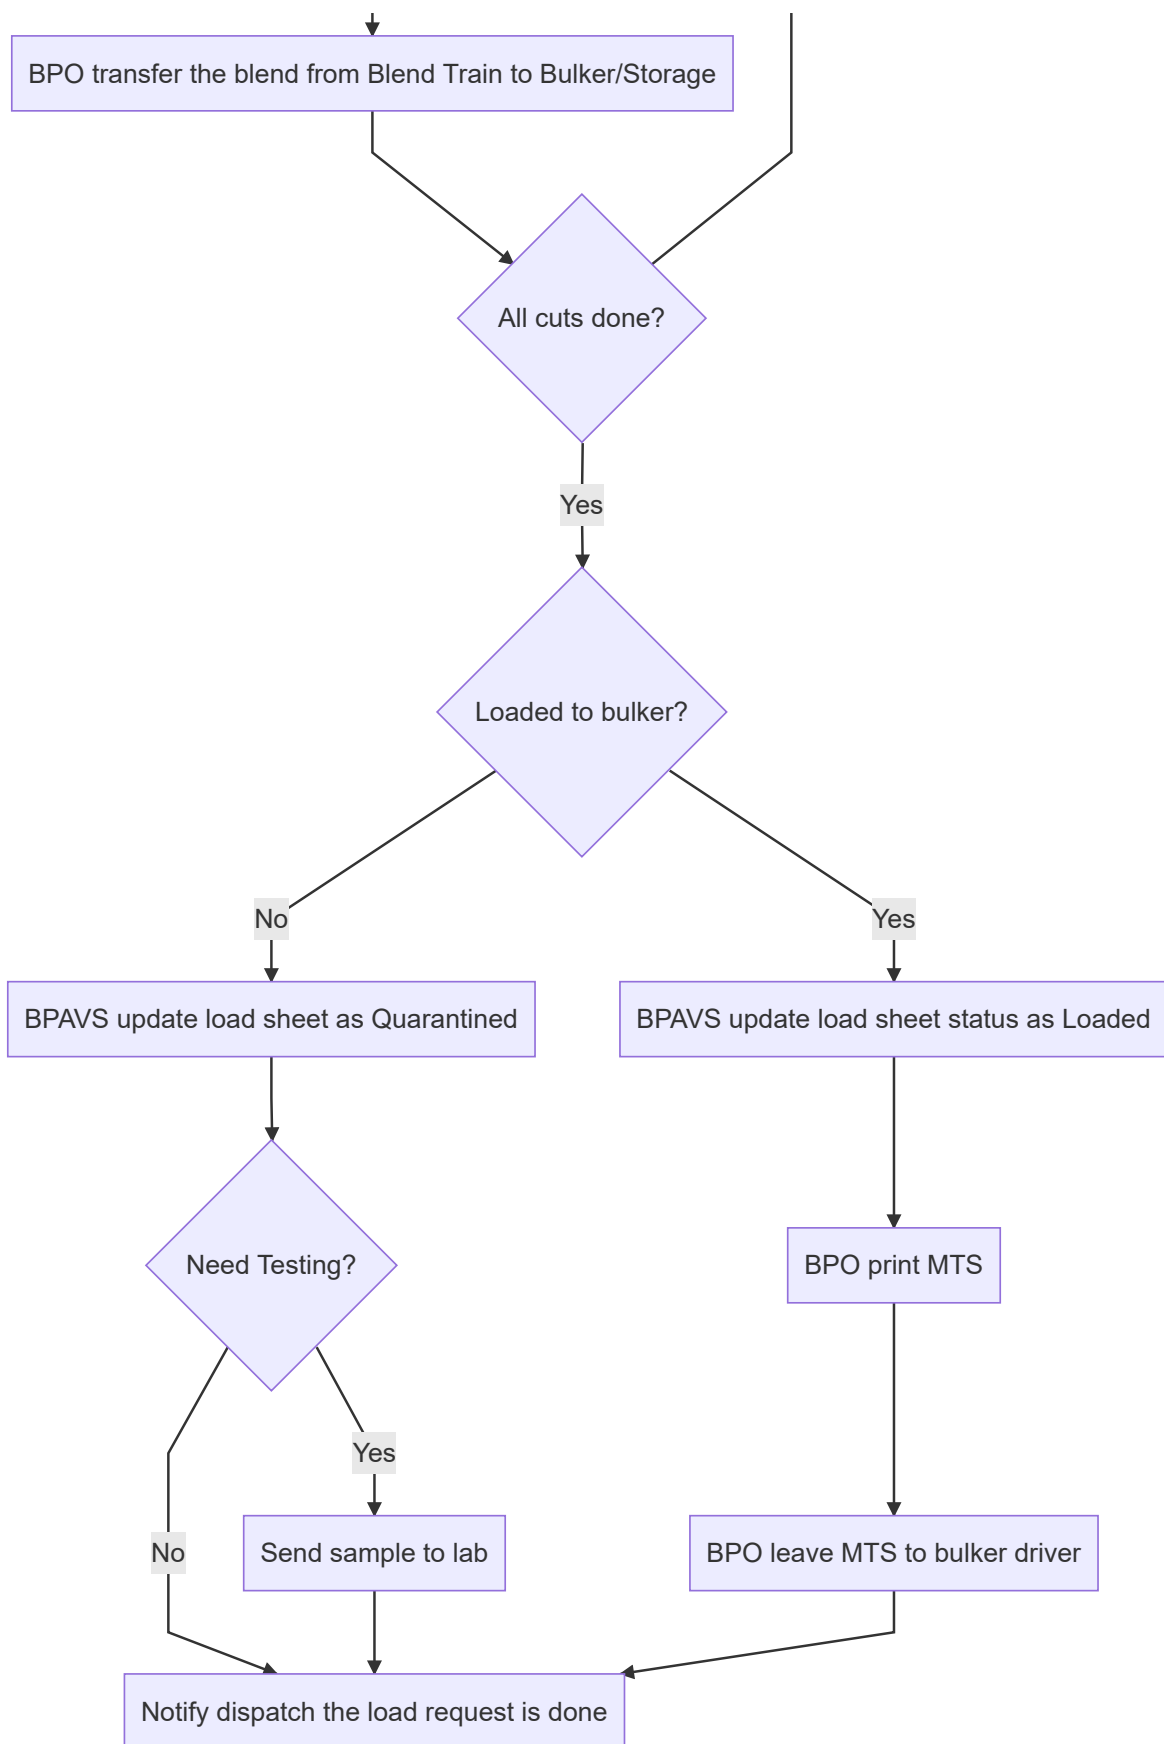 BPO transfer the blend from Blend Train to Bulker/Storage
All cuts done?
Yes
Loaded to bulker?
No
Yes
BPAVS update load sheet as Quarantined
BPAVS update load sheet status as Loaded
Need Testing?
BPO print MTS
Yes
No
Send sample to lab
BPO leave MTS to bulker driver
Notify dispatch the load request is done